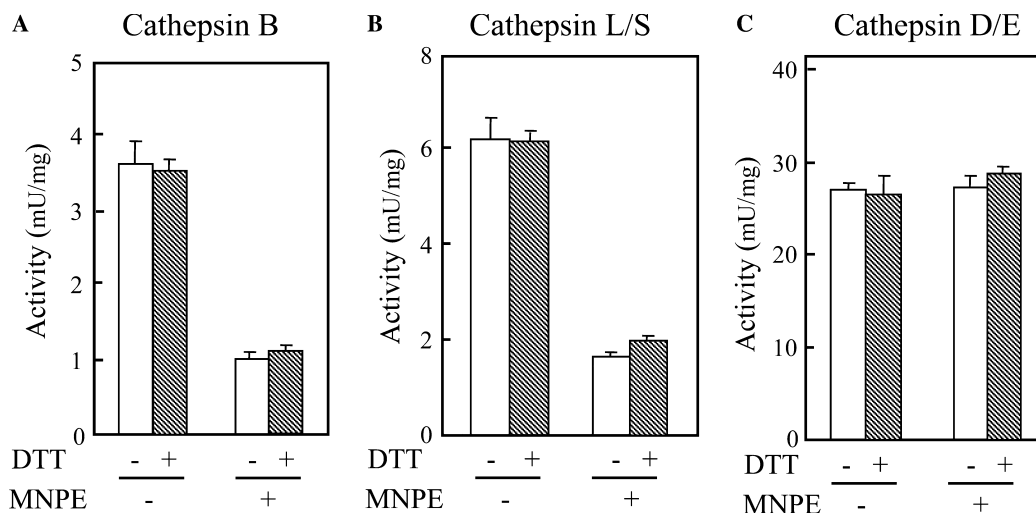 A Cathepsin B
Activity (mU/mg)
5
4
3
2
1
0
DTT - + - +
MNPE - +
B Cathepsin L/S
Activity (mU/mg)
8
6
4
2
0
DTT - + - +
MNPE - +
C Cathepsin D/E
Activity (mU/mg)
40
30
20
10
0
DTT - + - +
MNPE - +